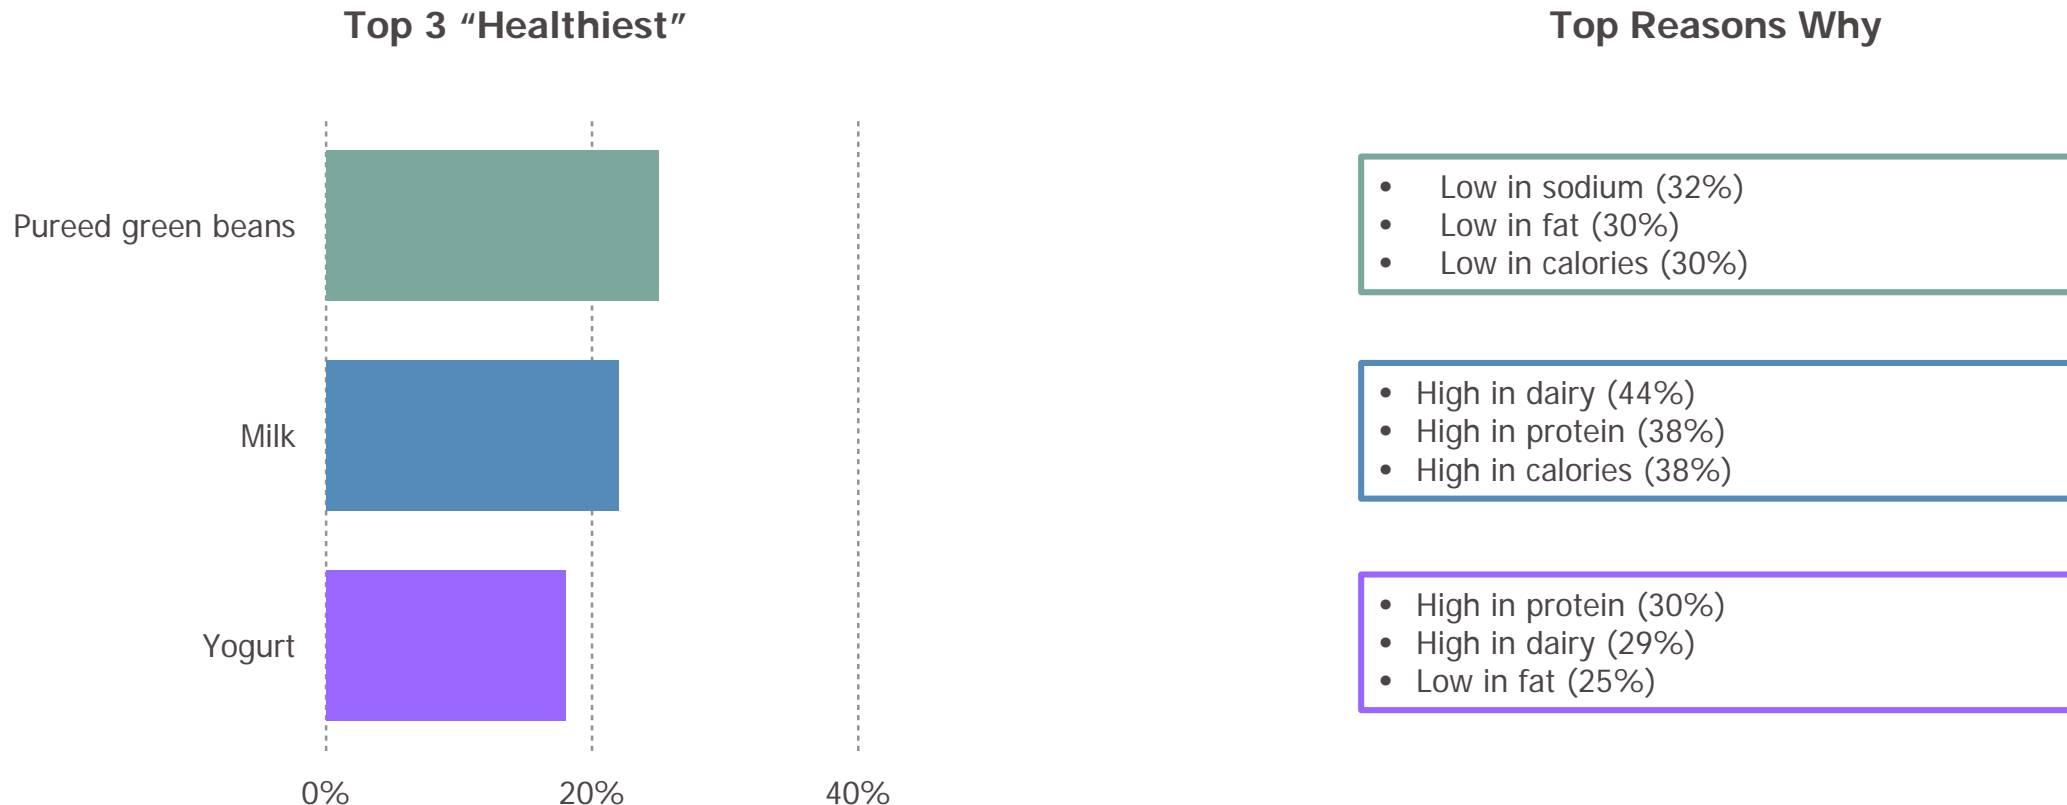 Top 3 “Healthiest”
Top Reasons Why
Pureed green beans
• Low in sodium (32%)
• Low in fat (30%)
• Low in calories (30%)
Milk
• High in dairy (44%)
• High in protein (38%)
• High in calories (38%)
Yogurt
• High in protein (30%)
• High in dairy (29%)
• Low in fat (25%)
0% 20% 40%